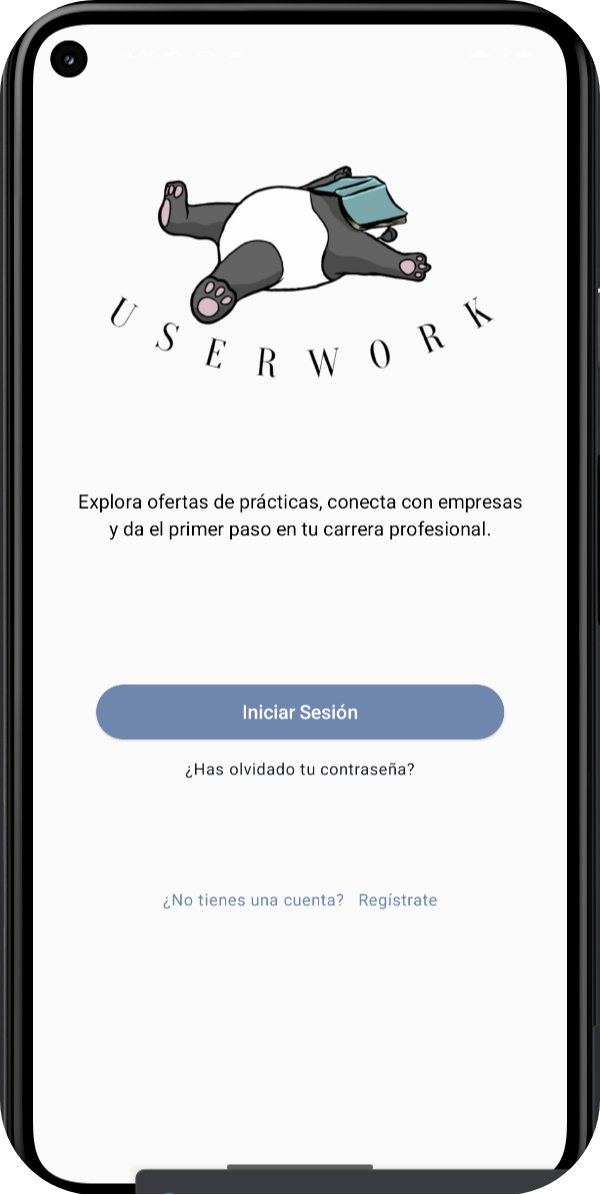 USERWORK
Explora ofertas de prácticas, conecta con empresas
y da el primer paso en tu carrera profesional.
Iniciar Sesión
¿Has olvidado tu contraseña?
¿No tienes una cuenta? Regístrate